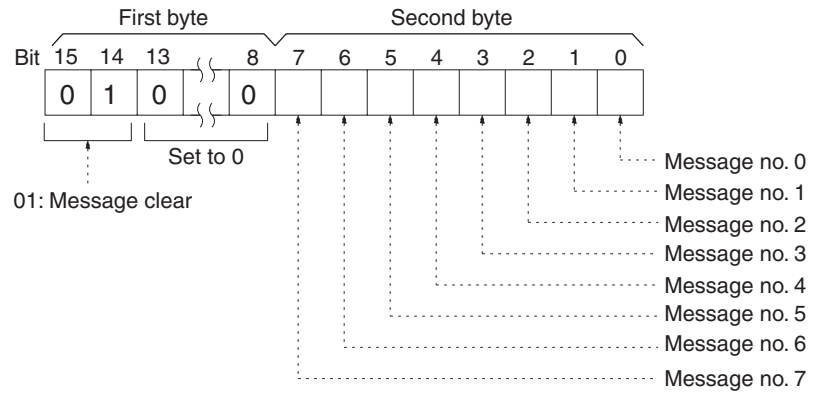 First byte Second byte
Bit 15 14 13 8 7 6 5 4 3 2 1 0
0 1 0 0
Set to 0
01: Message clear
Message no. 0
Message no. 1
Message no. 2
Message no. 3
Message no. 4
Message no. 5
Message no. 6
Message no. 7